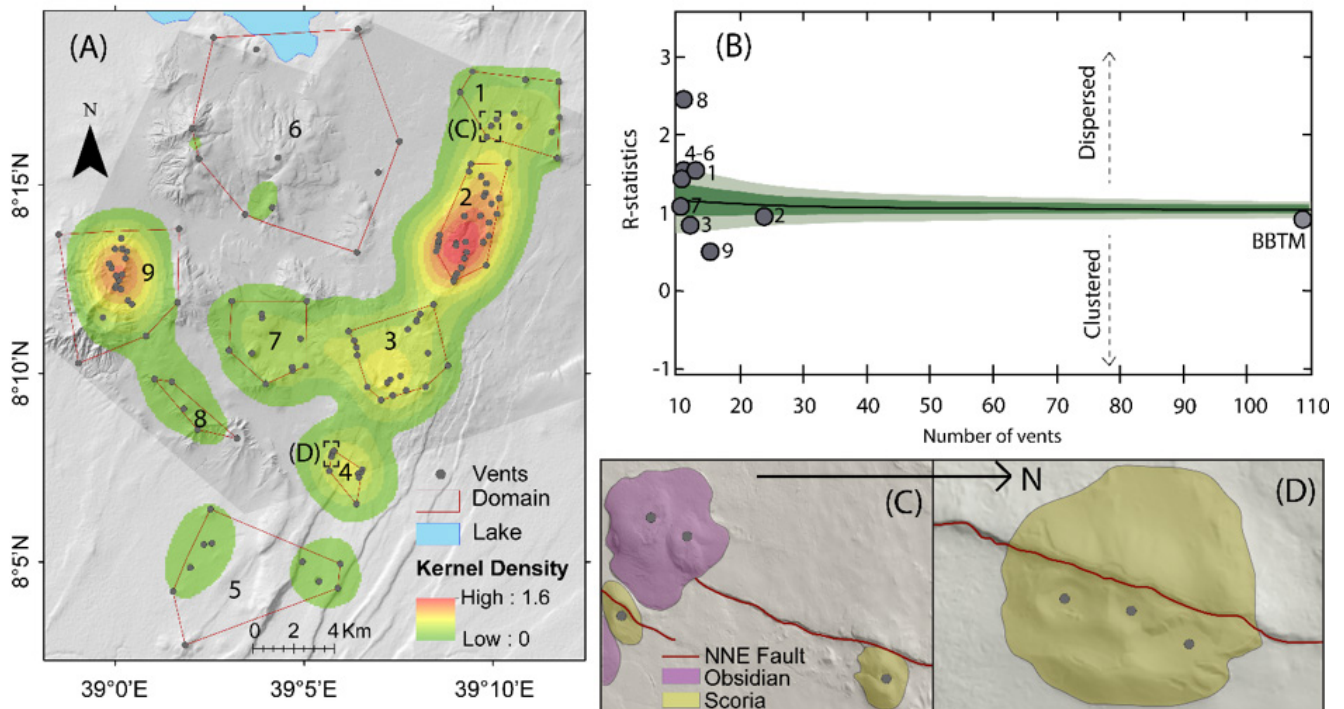 (A)
N
1
(C)
6
2
9
7
3
8
(D)
4
5
8°15'N
8°10'N
8°5'N
39°0'E
39°5'E
39°10'E
Vents
Domain
Lake
Kernel Density
High : 1.6
Low : 0
0 2 4 Km
(B)
R-statistics
3
2
1
0
-1
8
4-6
1
7
3
2
9
BBTM
Dispersed
Clustered
10 20 30 40 50 60 70 80 90 100 110
Number of vents
N
(C)
NNE Fault
Obsidian
Scoria
(D)